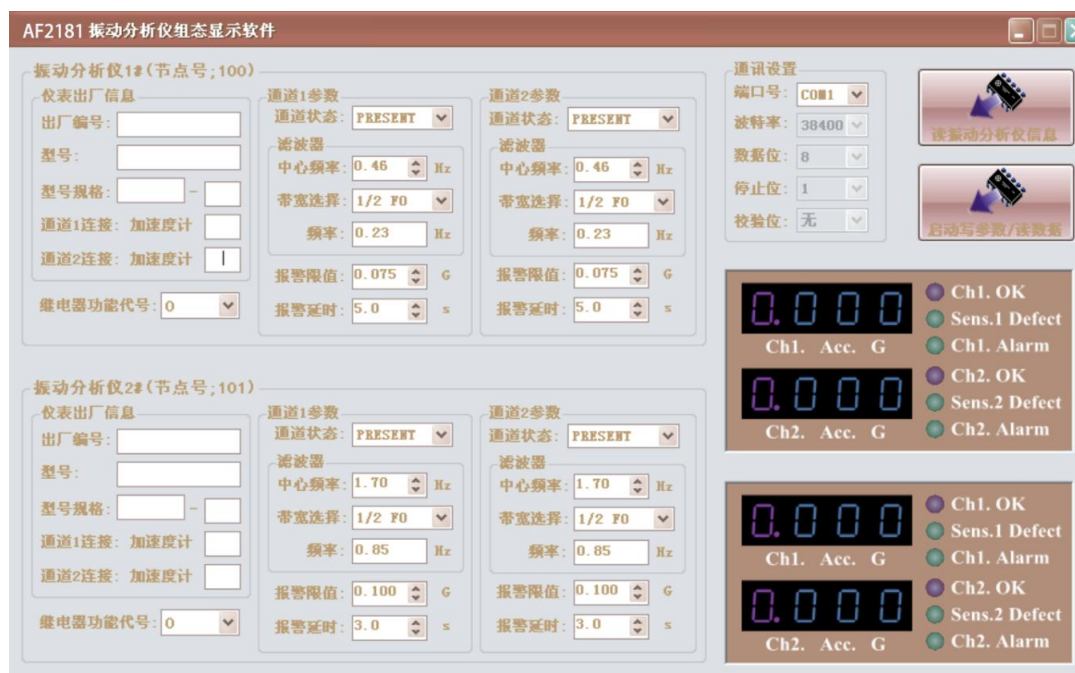 AF2181 振动分析仪组态显示软件
振动分析仪1#(节点号;100)
仪表出厂信息
出厂编号:
型号:
型号规格: -
通道1连接: 加速度计
通道2连接: 加速度计
继电器功能代号: 0
通道1参数
通道状态: PRESENT
滤波器
中心频率: 0.46 Hz
带宽选择: 1/2 F0
频率: 0.23 Hz
报警限值: 0.075 G
报警延时: 5.0 s
通道2参数
通道状态: PRESENT
滤波器
中心频率: 0.46 Hz
带宽选择: 1/2 F0
频率: 0.23 Hz
报警限值: 0.075 G
报警延时: 5.0 s
通讯设置
端口号: COM1
波特率: 38400
数据位: 8
停止位: 1
校验位: 无
读振动分析仪信息
启动写参数/读数据
0.000
Ch1. Acc. G
Ch1. OK
Sens.1 Defect
Ch1. Alarm
0.000
Ch2. Acc. G
Ch2. OK
Sens.2 Defect
Ch2. Alarm
振动分析仪2#(节点号;101)
仪表出厂信息
出厂编号:
型号:
型号规格: -
通道1连接: 加速度计
通道2连接: 加速度计
继电器功能代号: 0
通道1参数
通道状态: PRESENT
滤波器
中心频率: 1.70 Hz
带宽选择: 1/2 F0
频率: 0.85 Hz
报警限值: 0.100 G
报警延时: 3.0 s
通道2参数
通道状态: PRESENT
滤波器
中心频率: 1.70 Hz
带宽选择: 1/2 F0
频率: 0.85 Hz
报警限值: 0.100 G
报警延时: 3.0 s
0.000
Ch1. Acc. G
Ch1. OK
Sens.1 Defect
Ch1. Alarm
0.000
Ch2. Acc. G
Ch2. OK
Sens.2 Defect
Ch2. Alarm